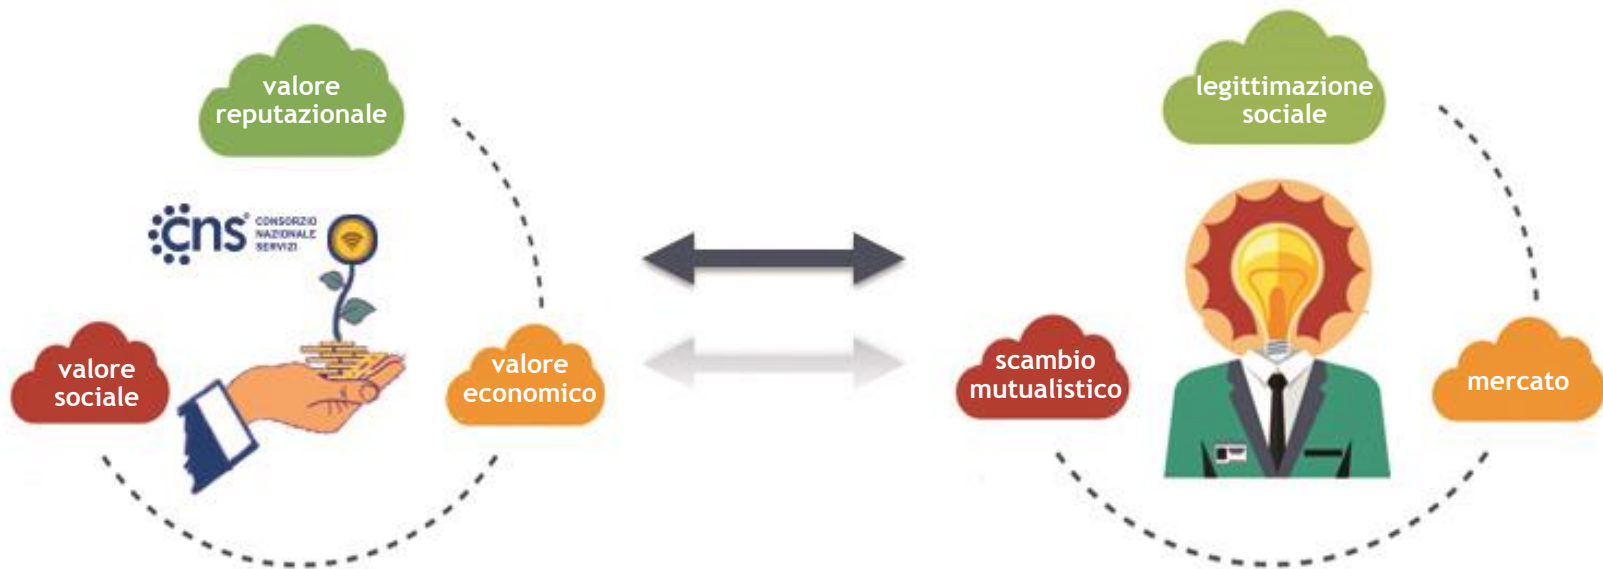 valore
reputazionale
cns
CONSORZIO
NAZIONALE
SERVIZI
valore
sociale
valore
economico
legittimazione
sociale
scambio
mutualistico
mercato